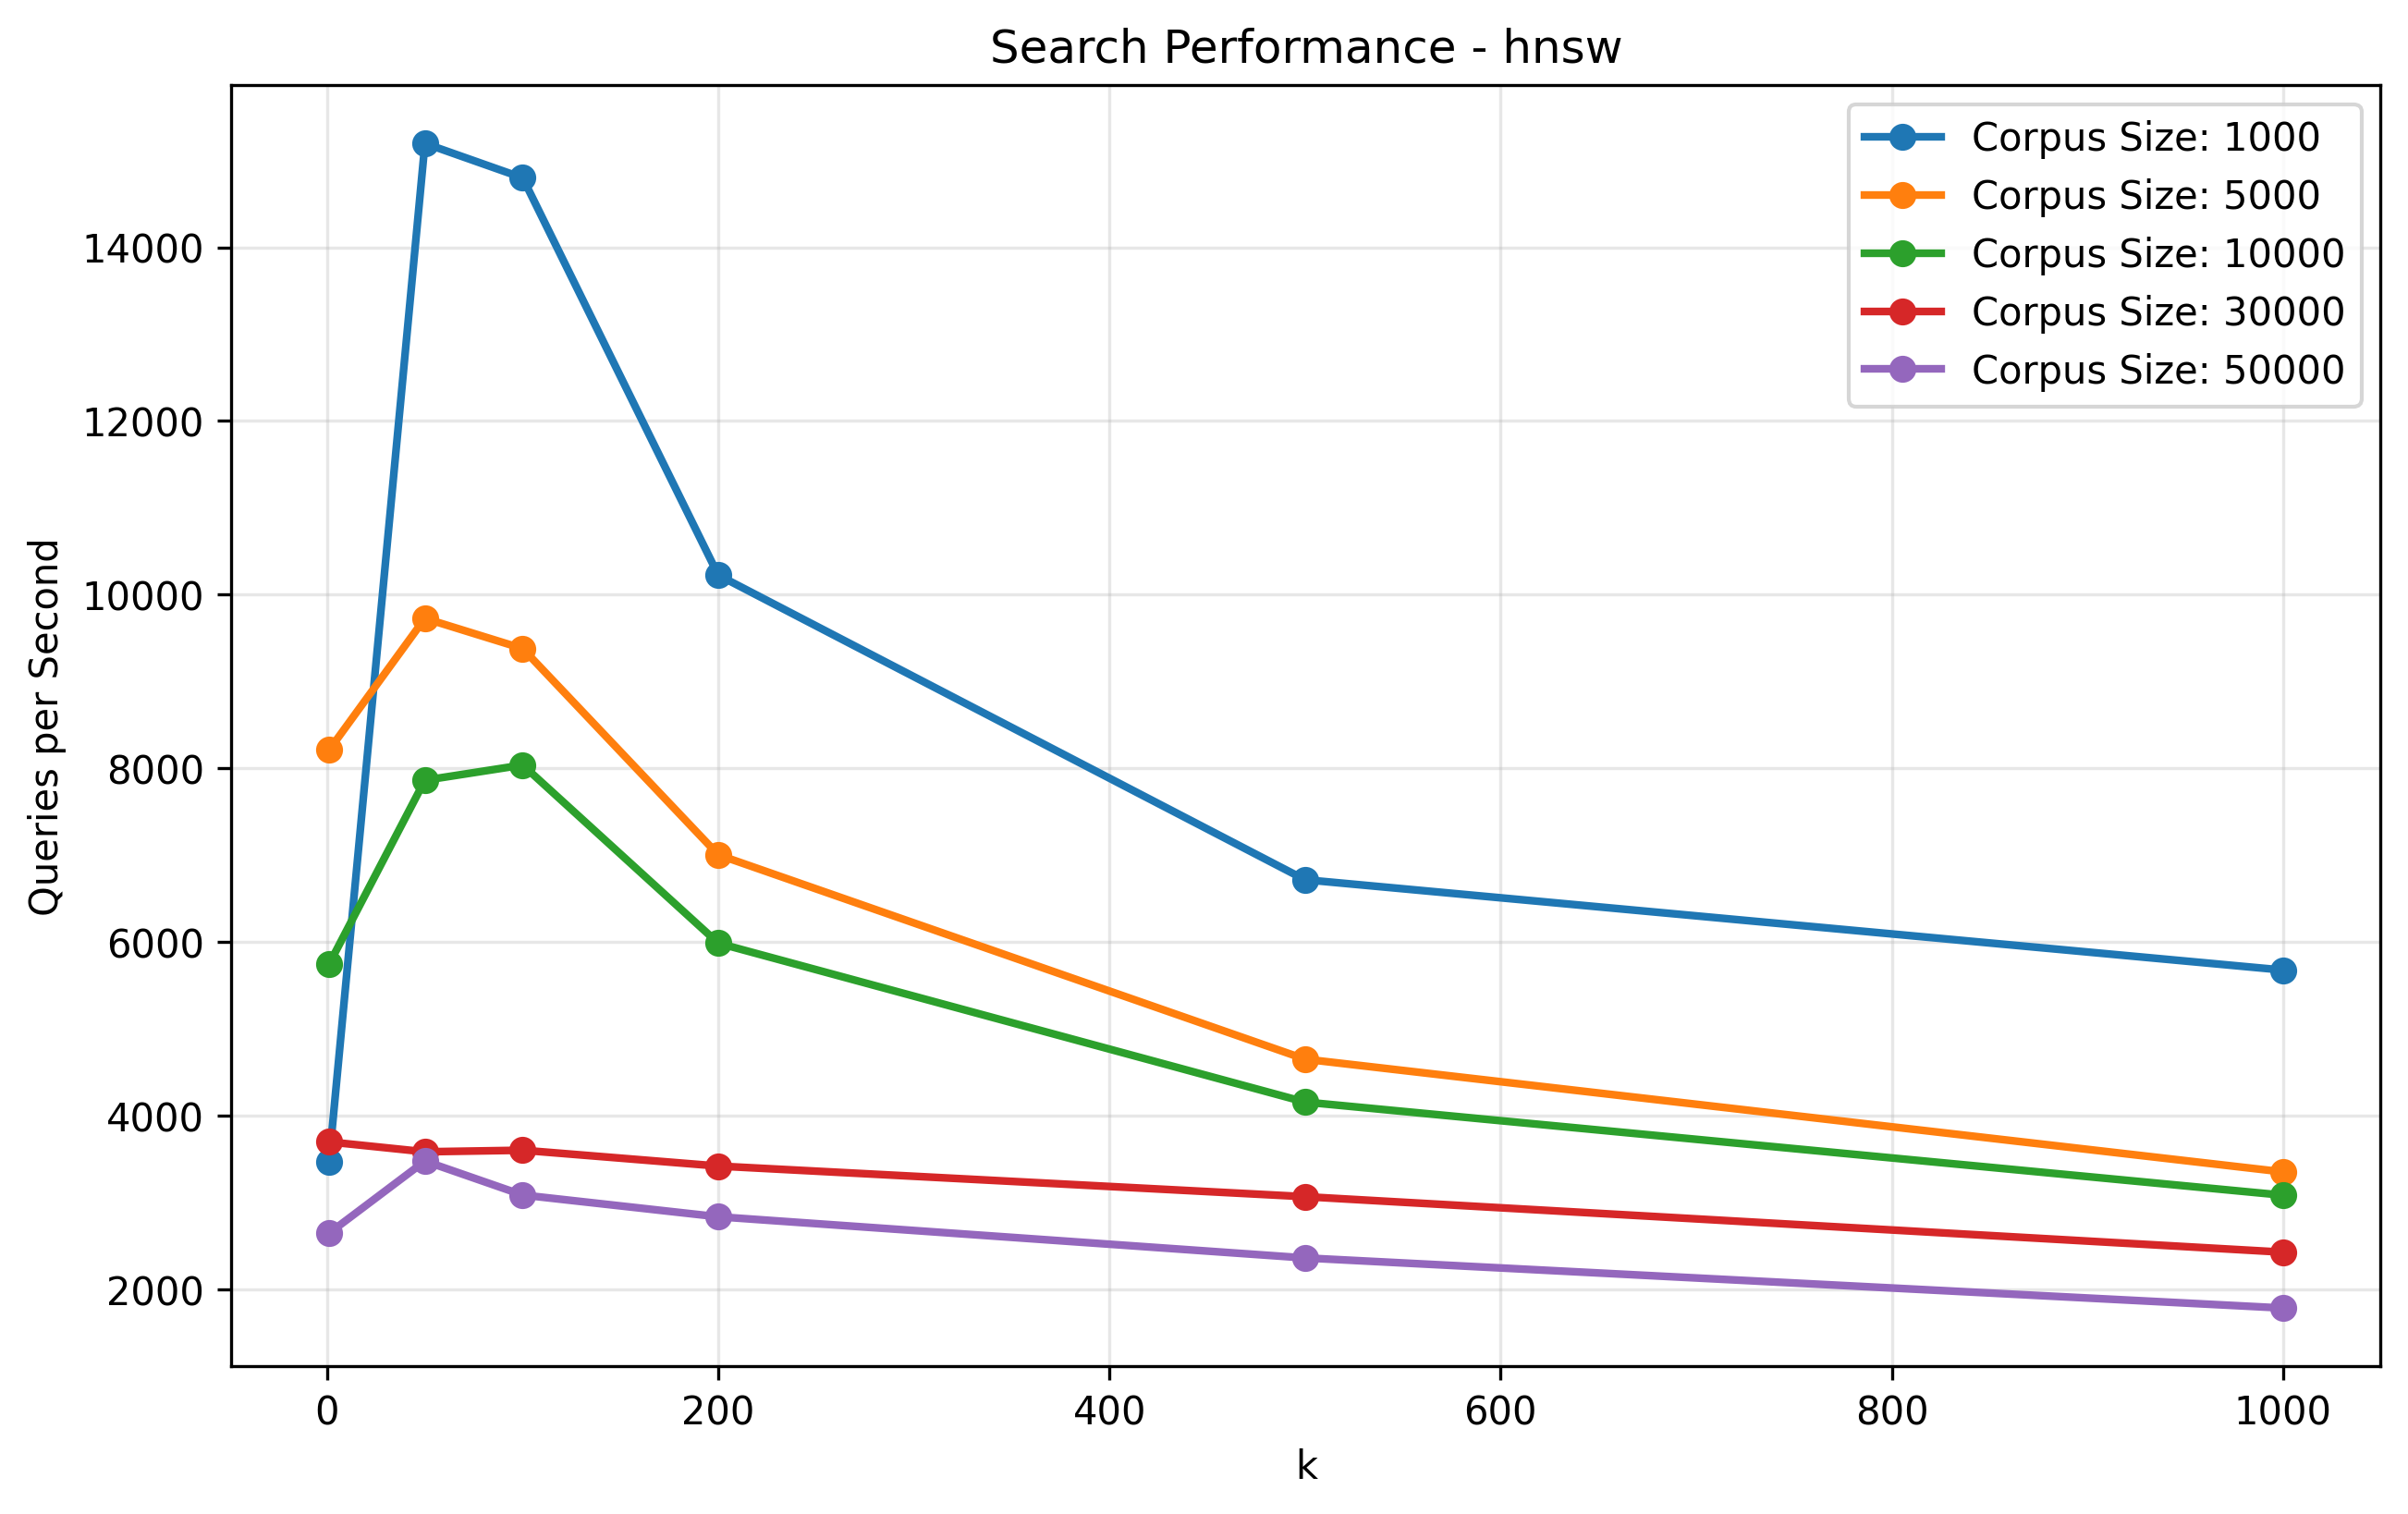 Search Performance - hnsw
Corpus Size: 1000
Corpus Size: 5000
Corpus Size: 10000
Corpus Size: 30000
Corpus Size: 50000
Queries per Second
14000
12000
10000
8000
6000
4000
2000
0 200 400 600 800 1000
k